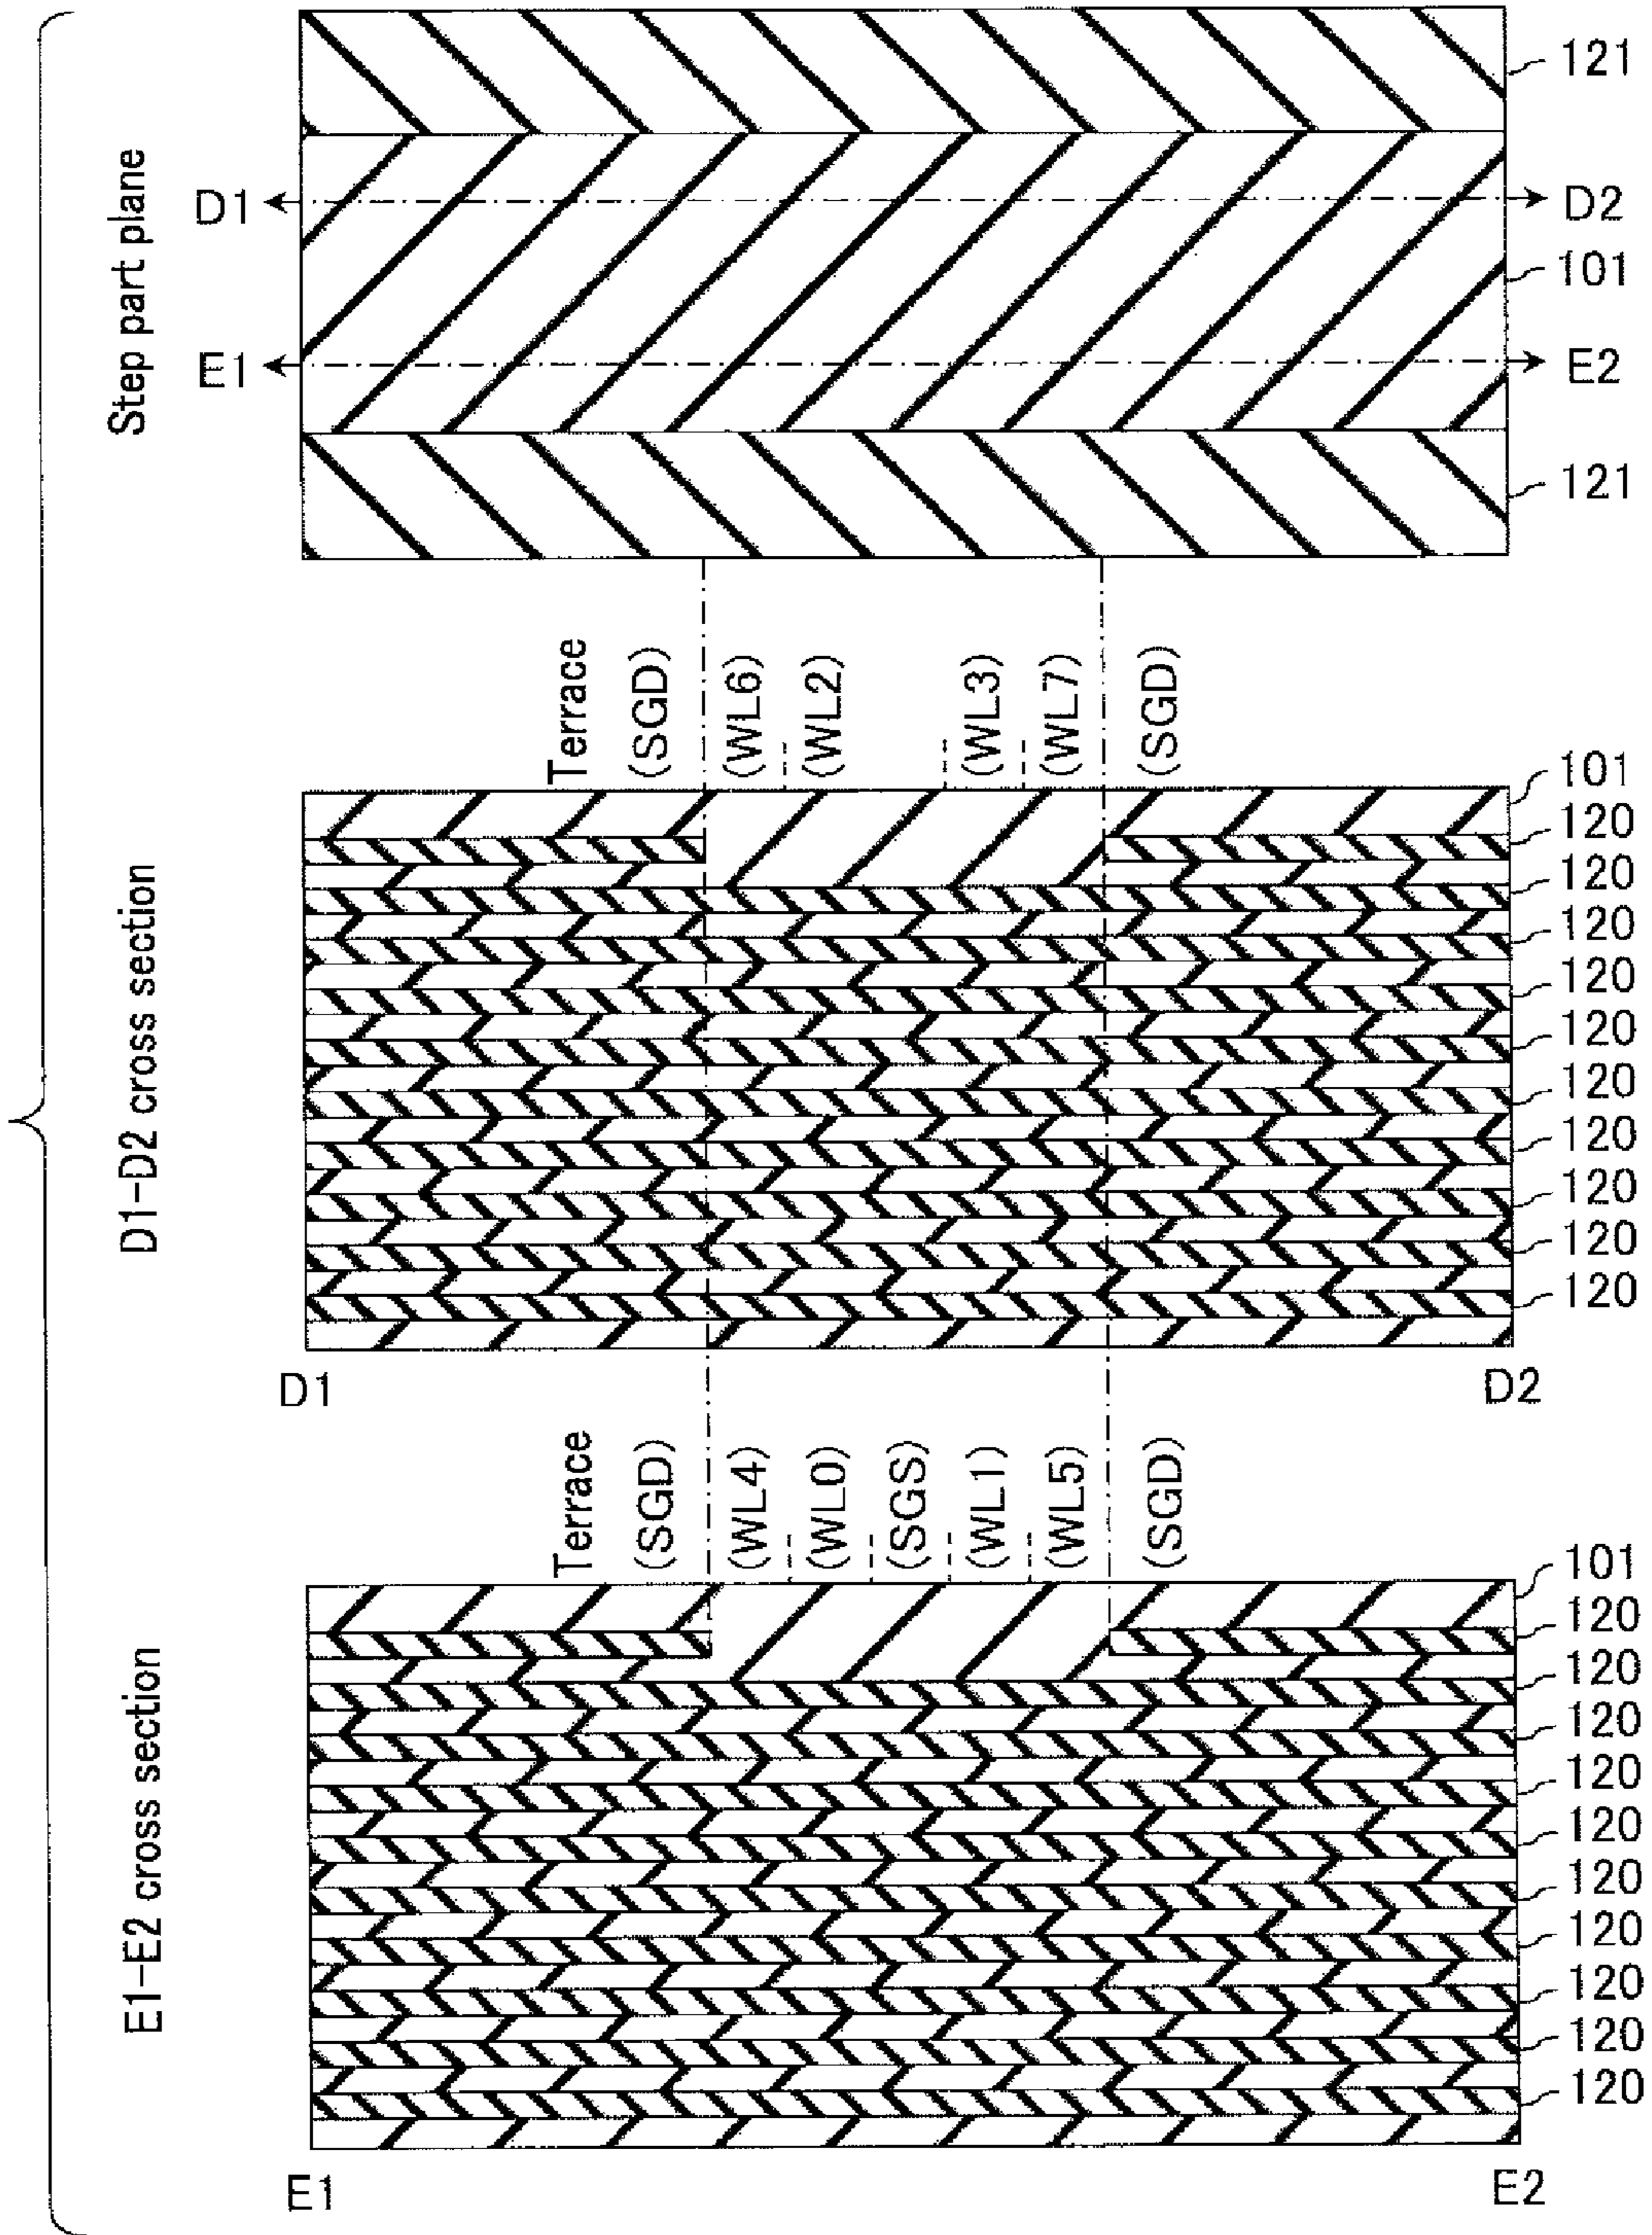 Step part plane
121
D1
D2
101
E1
E2
121
D1-D2 cross section
Terrace
(SGD)
(WL6)
(WL2)
(WL3)
(WL7)
(SGD)
101
120
120
120
120
120
120
120
120
120
120
D1
D2
E1-E2 cross section
Terrace
(SGD)
(WL4)
(WL0)
(SGS)
(WL1)
(WL5)
(SGD)
101
120
120
120
120
120
120
120
120
120
120
E1
E2